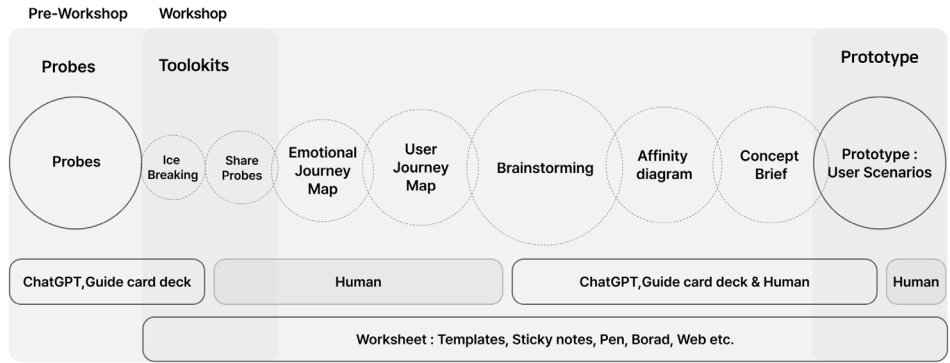 Pre-Workshop
Workshop
Probes
Toolokits
Prototype
Probes
Ice
Breaking
Share
Probes
Emotional
Journey
Map
User
Journey
Map
Brainstorming
Affinity
diagram
Concept
Brief
Prototype :
User Scenarios
ChatGPT,Guide card deck
Human
ChatGPT,Guide card deck & Human
Human
Worksheet : Templates, Sticky notes, Pen, Borad, Web etc.